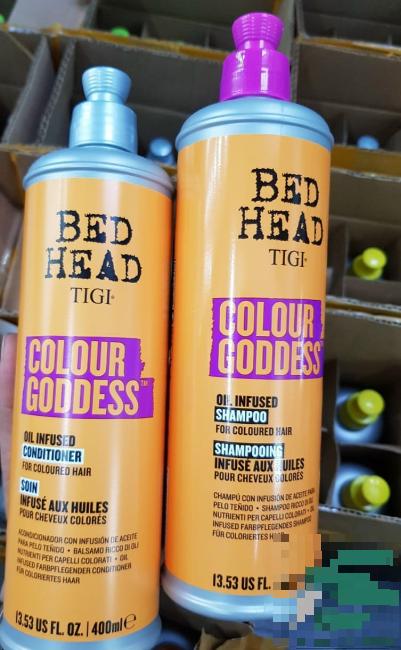 BED
HEAD
TIGI®
COLOUR
GODDESS™
OIL INFUSED
CONDITIONER
FOR COLOURED HAIR
SOIN
INFUSÉ AUX HUILES
POUR CHEVEUX COLORÉS
ACONDICIONADOR CON INFUSIÓN DE ACEITE
PARA PELO TEÑIDO • BALSAMO RICCO DI OLI
NUTRIENTI PER CAPELLI COLORATI • OIL
INFUSED FARBPFLEGENDER CONDITIONER
FÜR COLORIERTES HAAR
13.53 US FL. OZ. | 400ml℮
BED
HEAD
TIGI®
COLOUR
GODDESS
OIL INFUSED
SHAMPOO
FOR COLOURED HAIR
SHAMPOOING
INFUSÉ AUX HUILES
POUR CHEVEUX COLORÉS
CHAMPÚ CON INFUSIÓN DE ACEITE PARA
PELO TEÑIDO • SHAMPOO RICCO DI OLI
NUTRIENTI PER CAPELLI COLORATI • OIL
INFUSED FARBPFLEGENDES SHAMPOO
FÜR COLORIERTES HAAR
13.53 US FL.